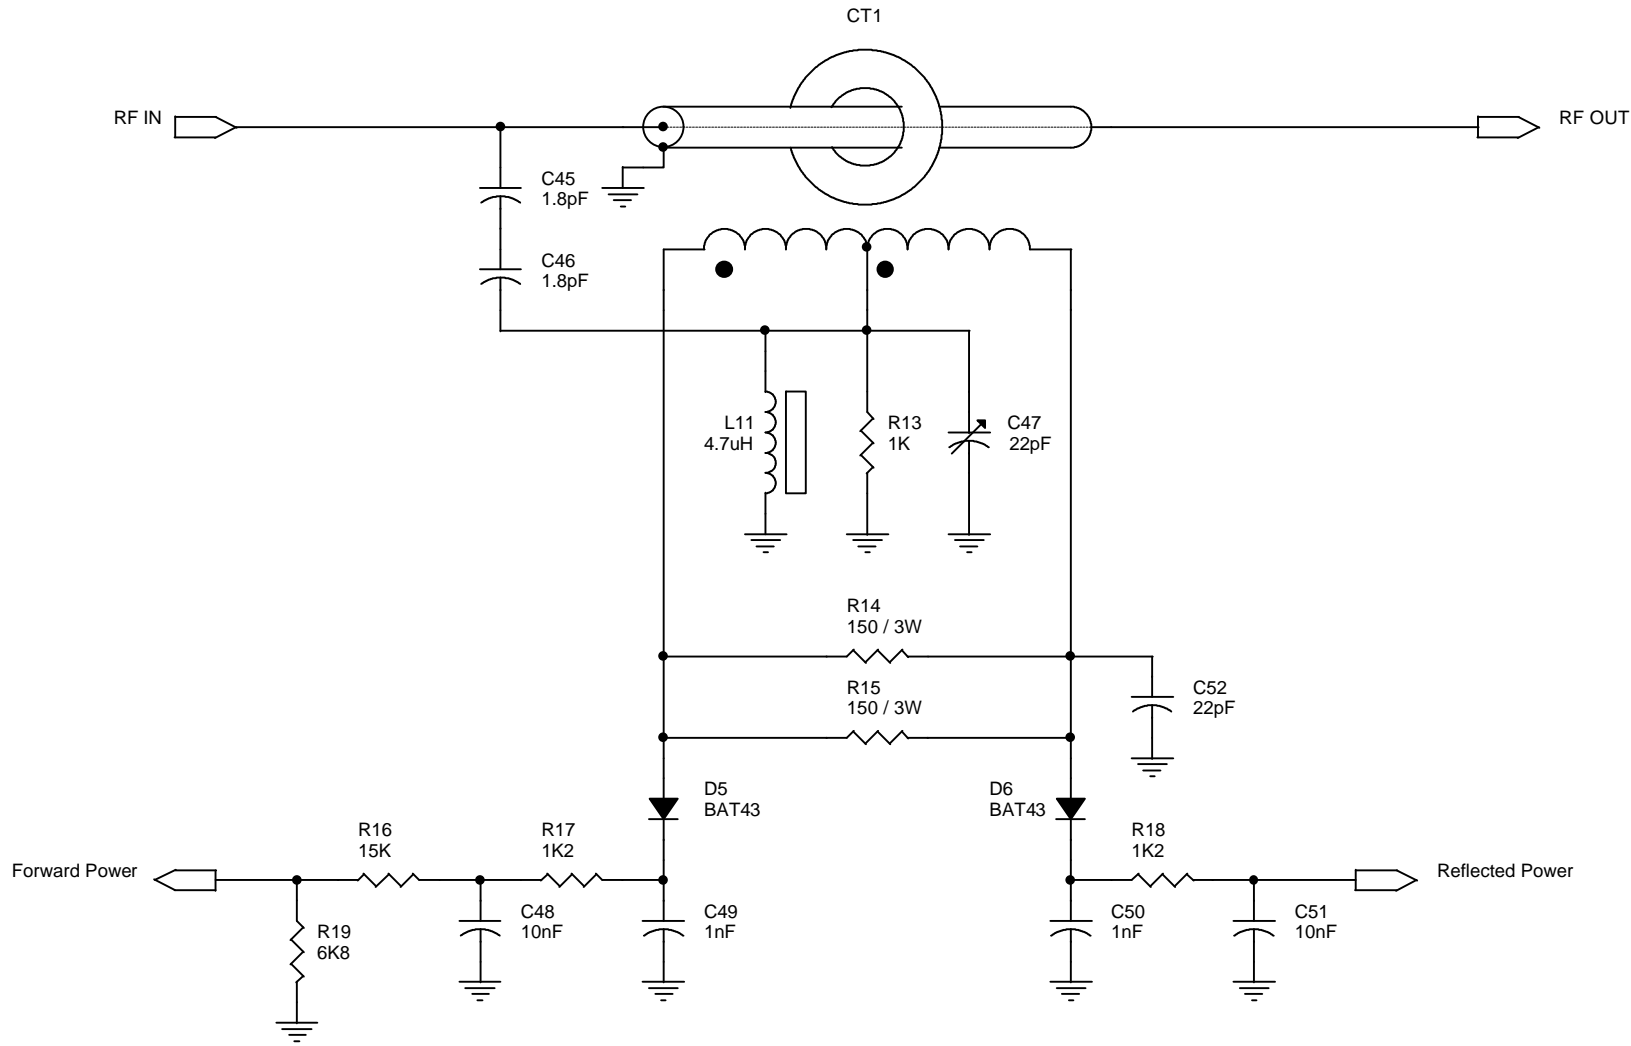 CT1
RF IN
RF OUT
C45
1.8pF
C46
1.8pF
L11
4.7uH
R13
1K
C47
22pF
R14
150 / 3W
R15
150 / 3W
C52
22pF
D5
BAT43
D6
BAT43
R16
15K
R17
1K2
R18
1K2
Forward Power
Reflected Power
R19
6K8
C48
10nF
C49
1nF
C50
1nF
C51
10nF